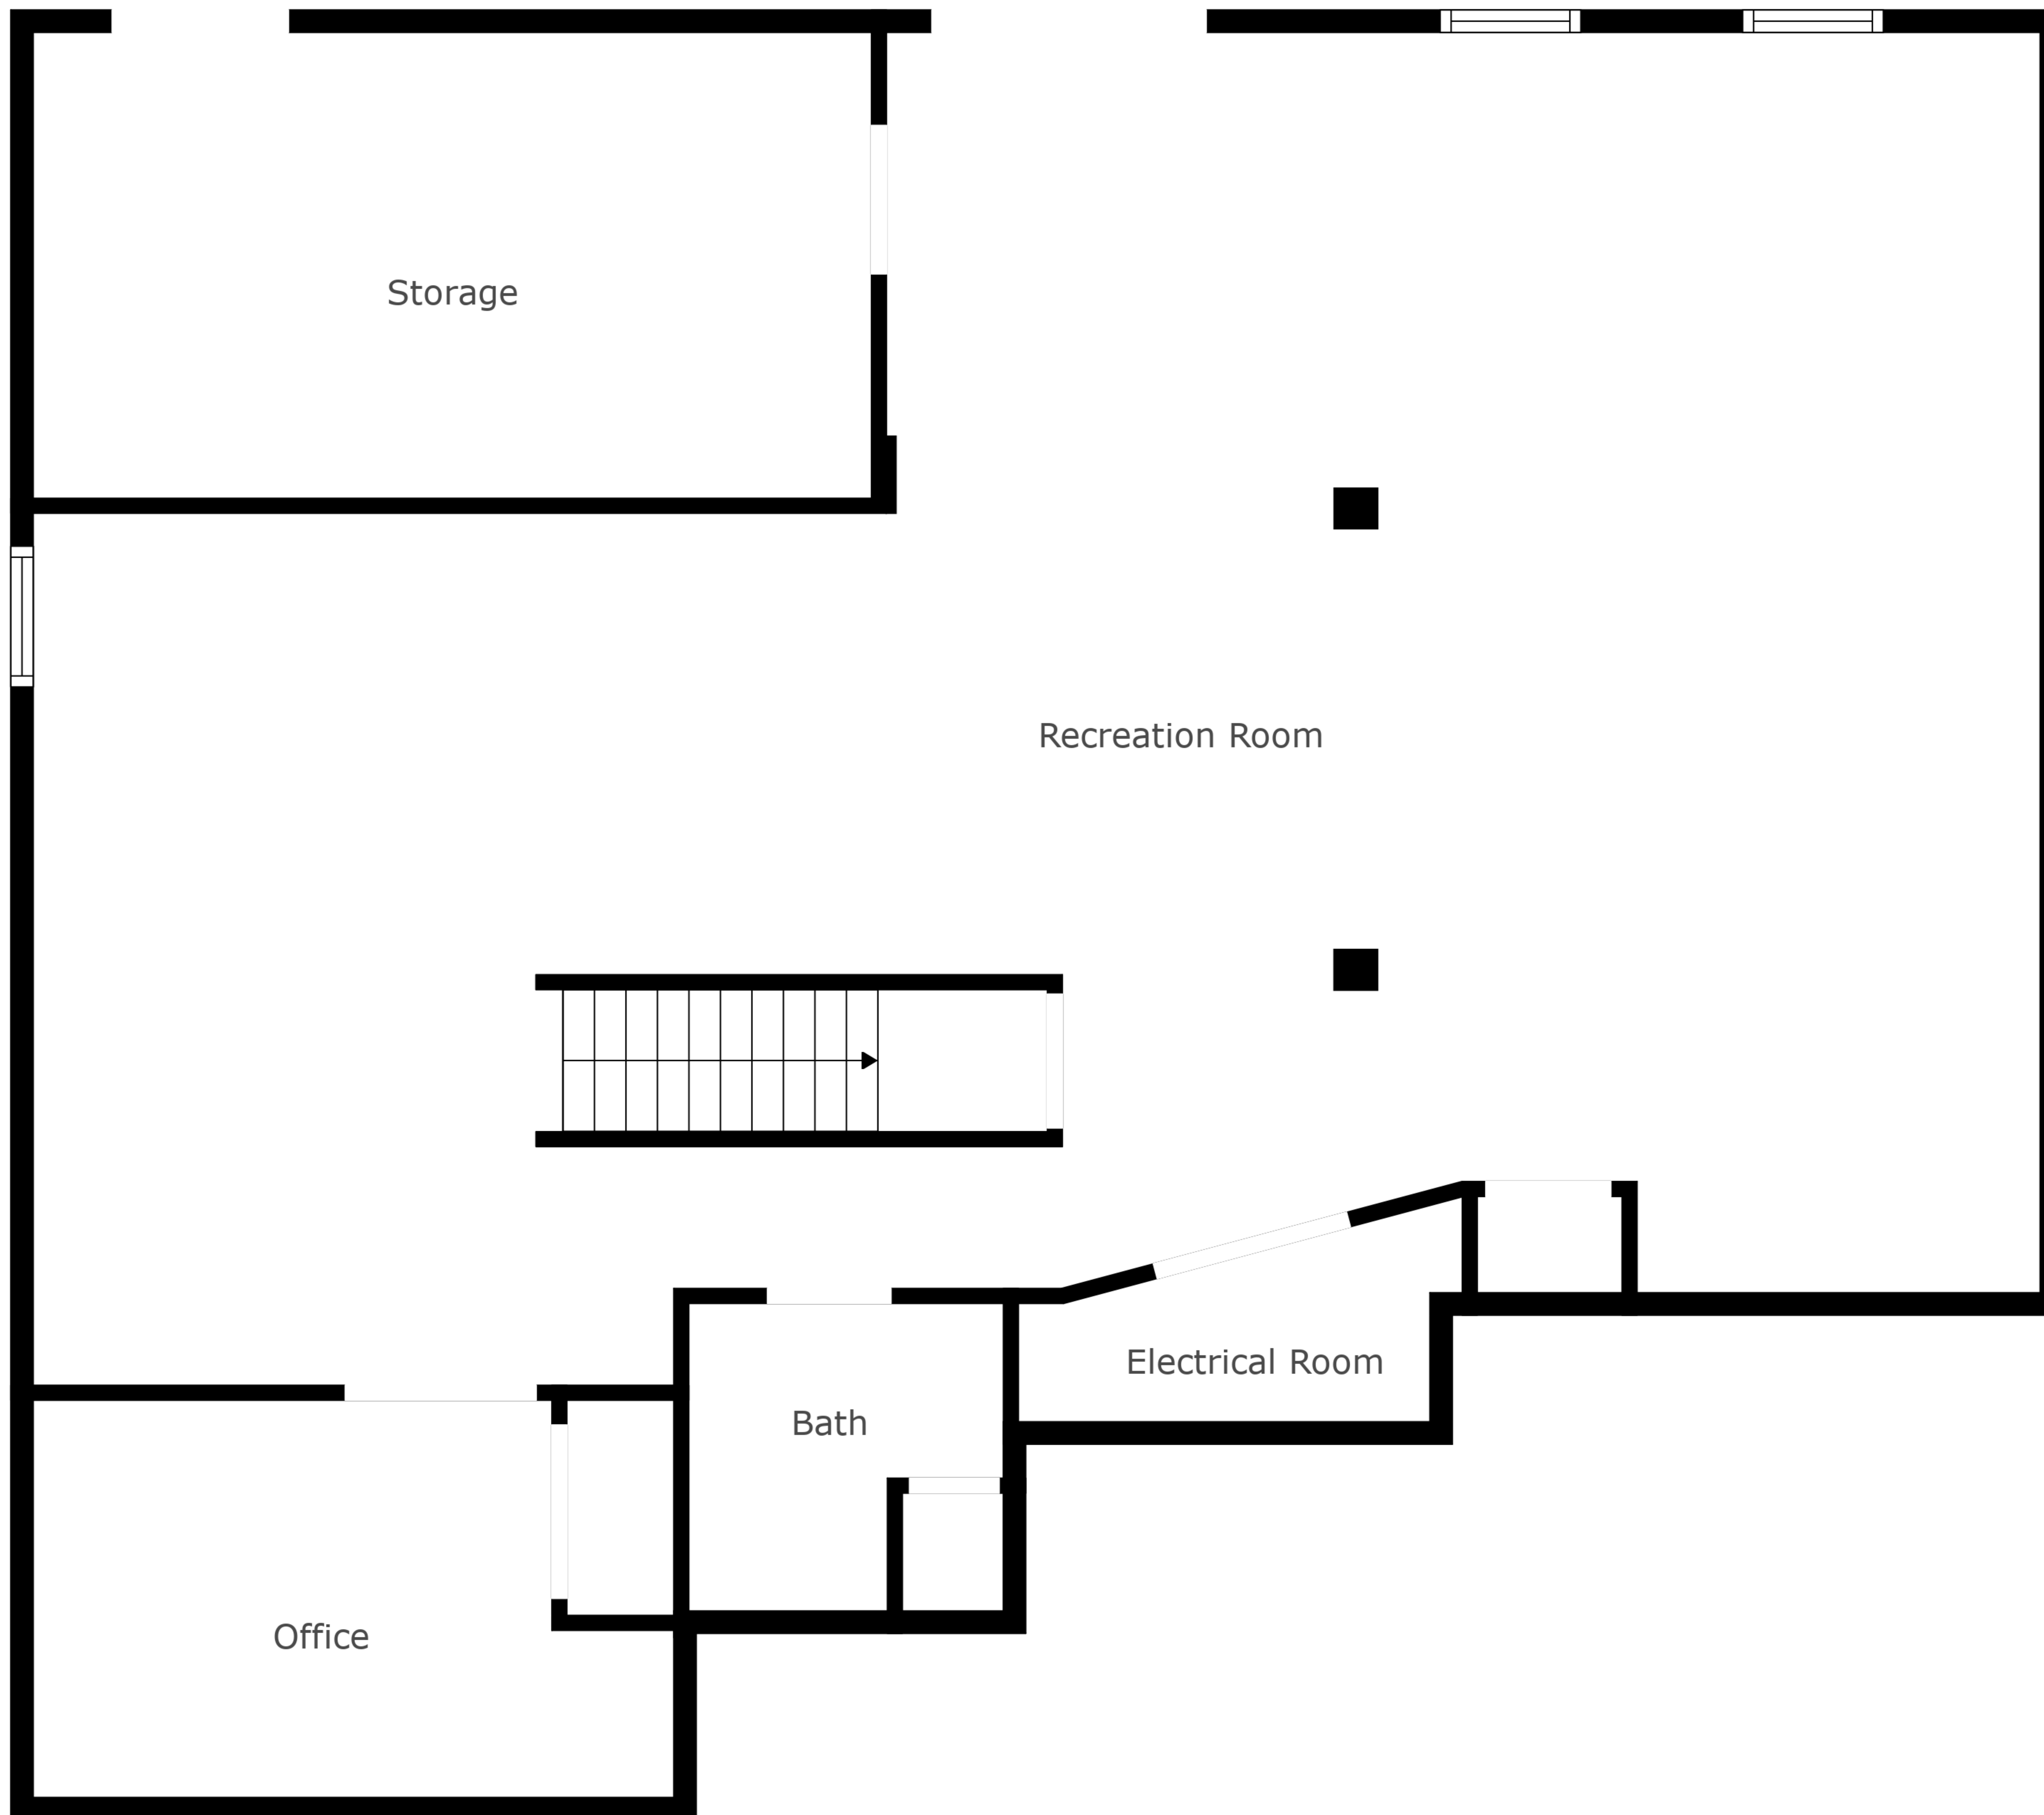 Storage
Recreation Room
Electrical Room
Bath
Office